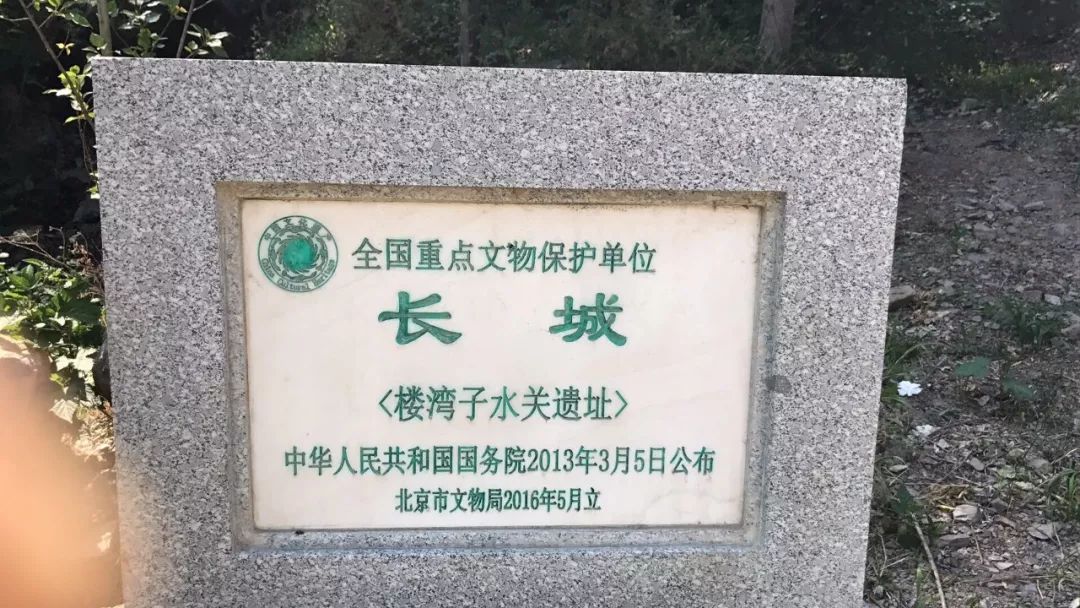 全国重点文物保护单位
长城
〈楼湾子水关遗址〉
中华人民共和国国务院2013年3月5日公布
北京市文物局2016年5月立